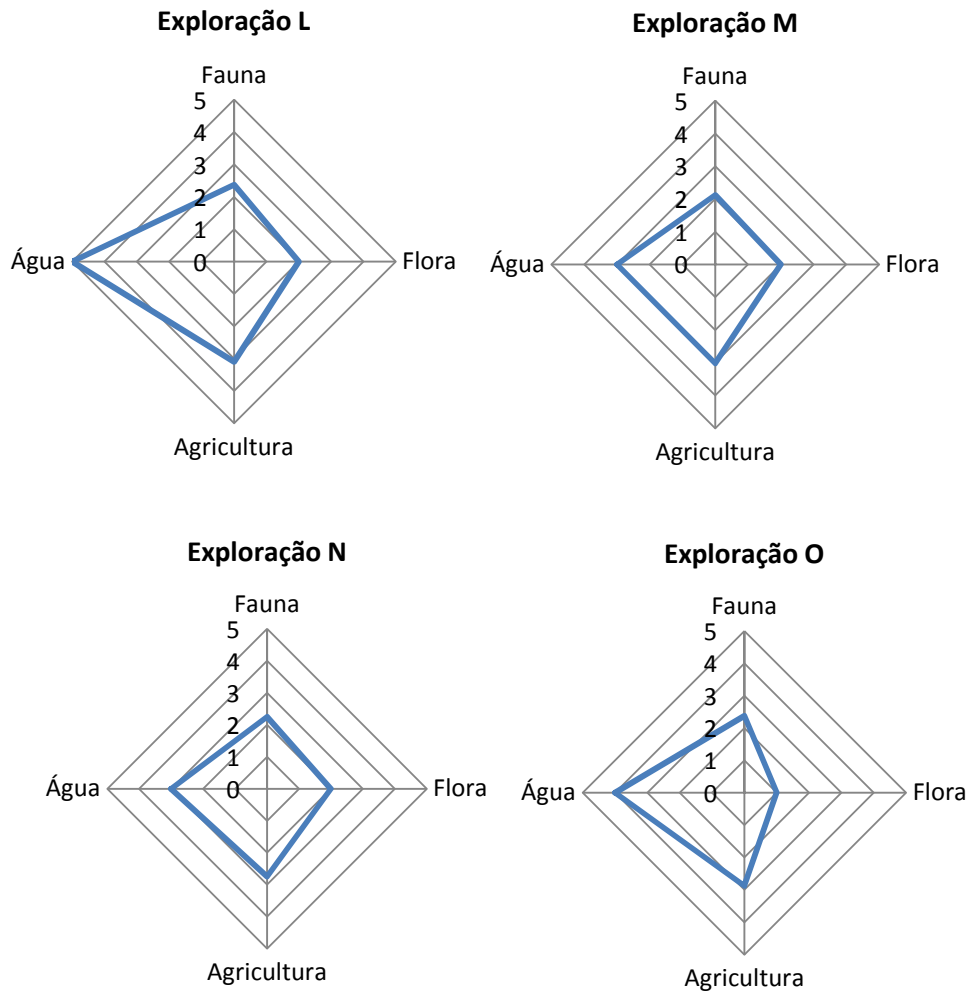 Exploração L
Fauna
5
4
3
2
1
0
Água
Flora
Agricultura
Exploração M
Fauna
5
4
3
2
1
0
Água
Flora
Agricultura
Exploração N
Fauna
5
4
3
2
1
0
Água
Flora
Agricultura
Exploração O
Fauna
5
4
3
2
1
0
Água
Flora
Agricultura